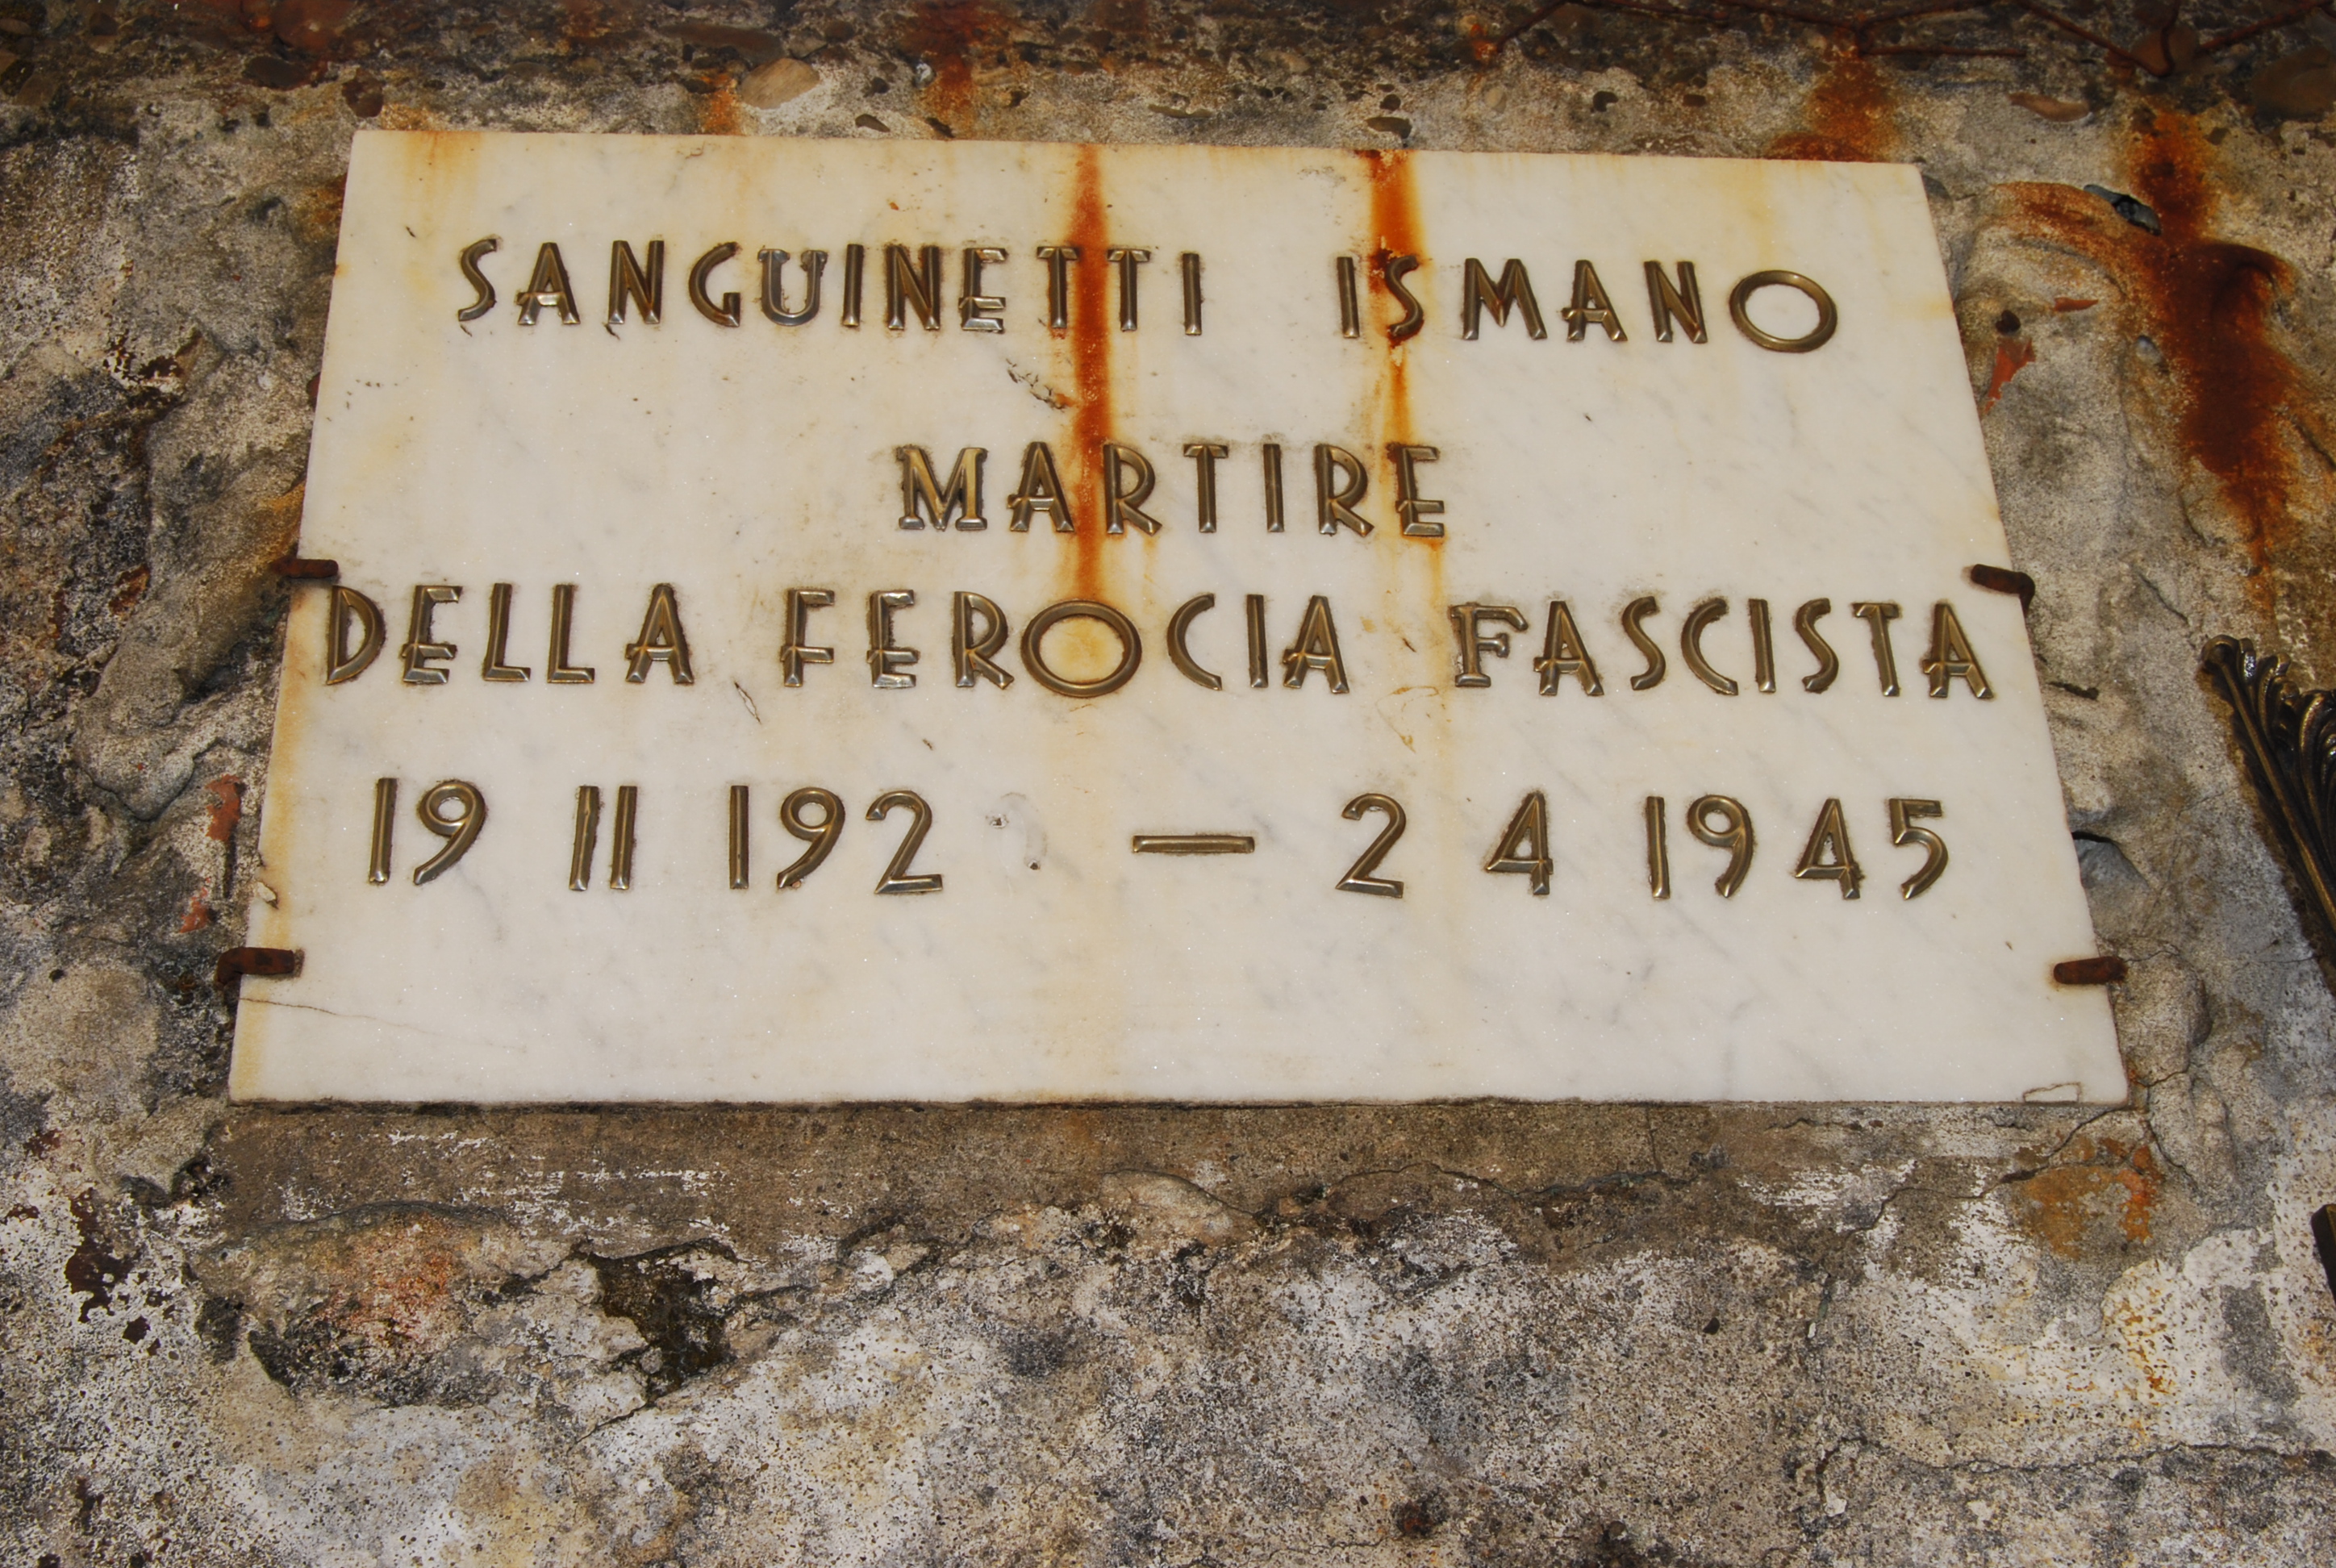 SANGUINETTI ISMANO
MARTIRE
DELLA FEROCIA FASCISTA
19 11 192 — 2 4 1945